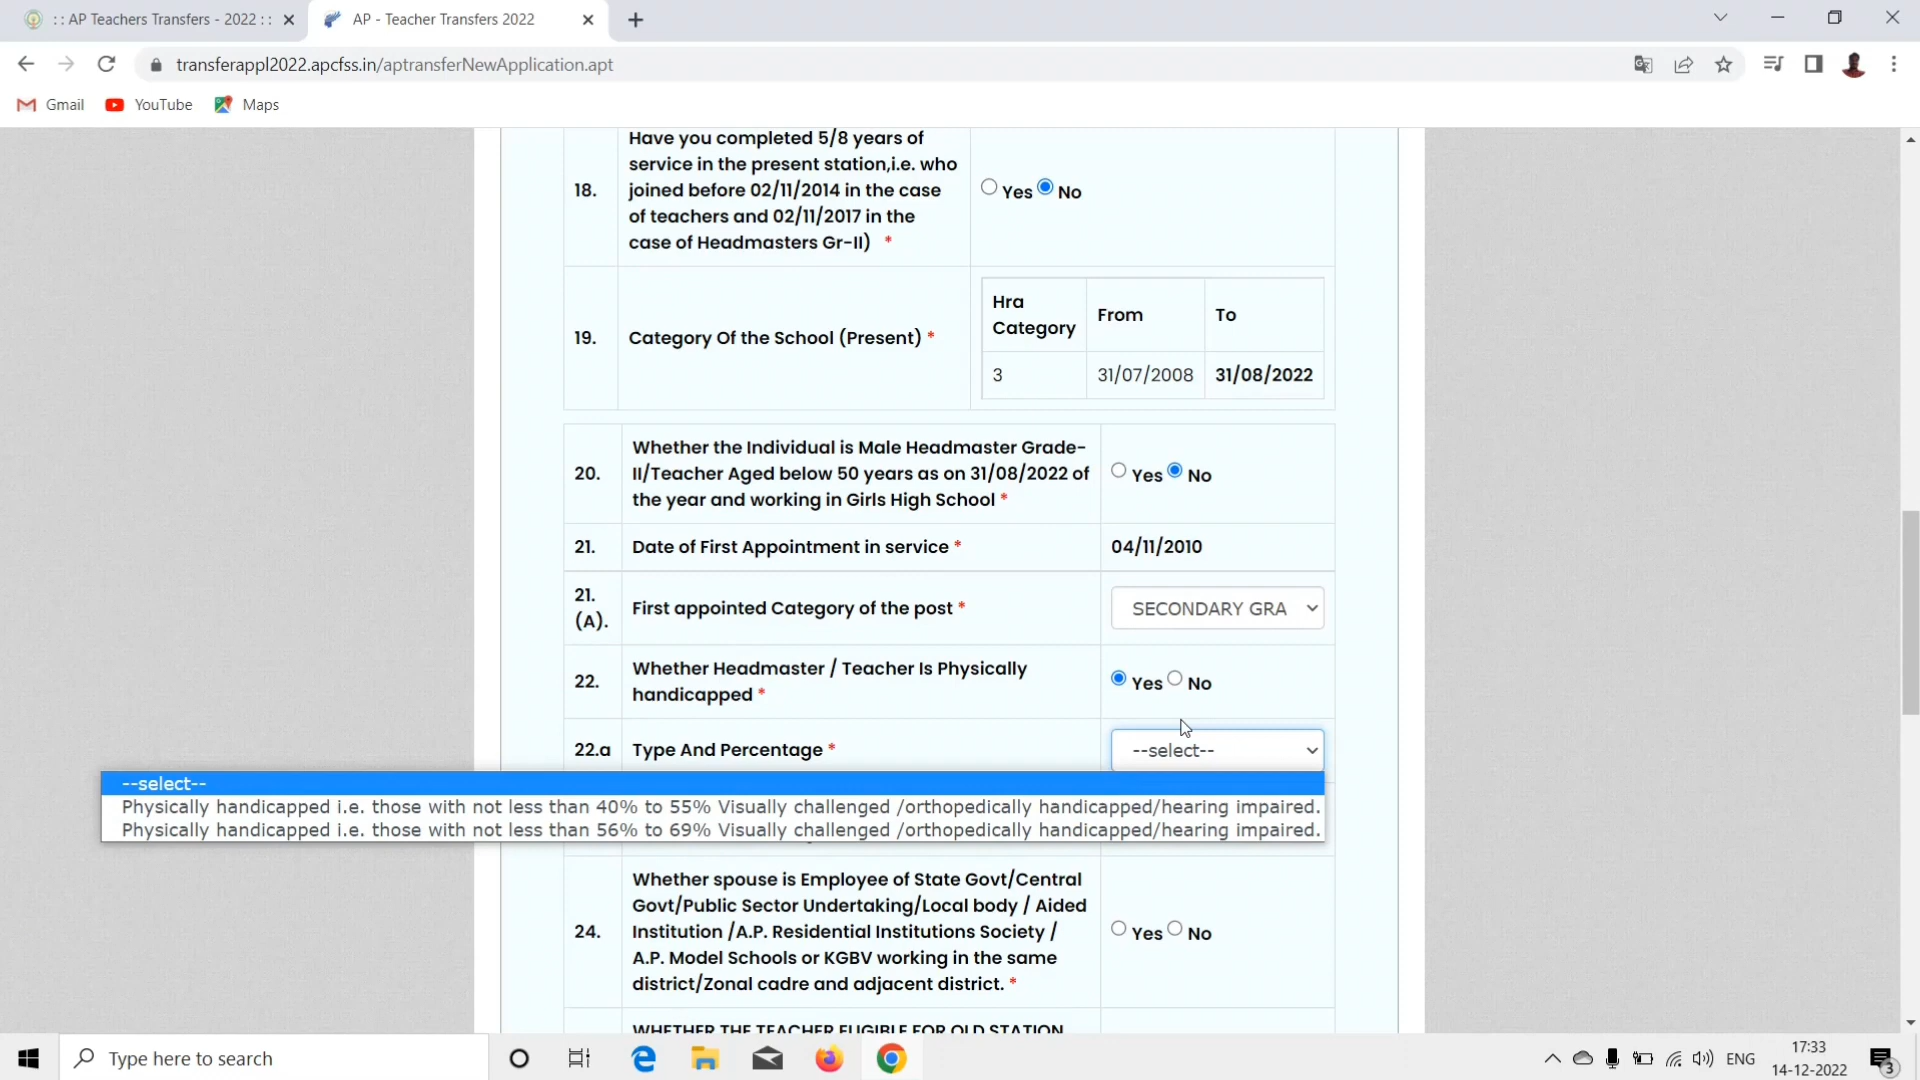 : : AP Teachers Transfers - 2022 : :
AP - Teacher Transfers 2022
transferappl2022.apcfss.in/aptransferNewApplication.apt
Gmail
YouTube
Maps
18.
Have you completed 5/8 years of
service in the present station,i.e. who
joined before 02/11/2014 in the case
of teachers and 02/11/2017 in the
case of Headmasters Gr-II) *
Yes No
19.
Category Of the School (Present) *
Hra Category From To
3 31/07/2008 31/08/2022
20.
Whether the Individual is Male Headmaster Grade-
II/Teacher Aged below 50 years as on 31/08/2022 of
the year and working in Girls High School *
Yes No
21. Date of First Appointment in service * 04/11/2010
21.
(A).
First appointed Category of the post *
SECONDARY GRA
22.
Whether Headmaster / Teacher Is Physically
handicapped *
Yes No
22.a Type And Percentage * --select--
--select--
Physically handicapped i.e. those with not less than 40% to 55% Visually challenged /orthopedically handicapped/hearing impaired.
Physically handicapped i.e. those with not less than 56% to 69% Visually challenged /orthopedically handicapped/hearing impaired.
24.
Whether spouse is Employee of State Govt/Central
Govt/Public Sector Undertaking/Local body / Aided
Institution /A.P. Residential Institutions Society /
A.P. Model Schools or KGBV working in the same
district/Zonal cadre and adjacent district. *
Yes No
WHETHER THE TEACHER ELIGIBLE FOR OLD STATION
Type here to search
ENG
17:33
14-12-2022
3